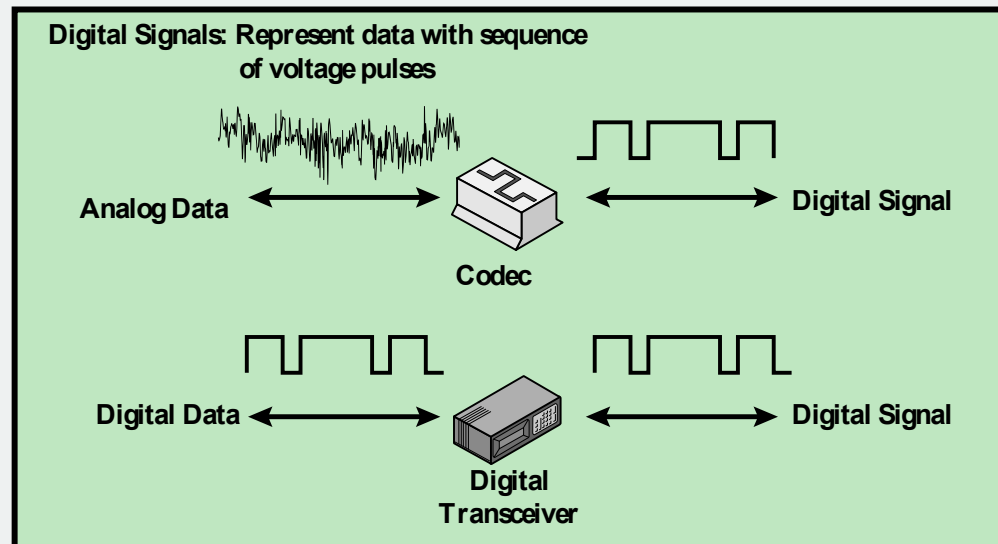 Digital Signals: Represent data with sequence
of voltage pulses
Analog Data
Digital Signal
Codec
Digital Data
Digital Signal
Digital
Transceiver